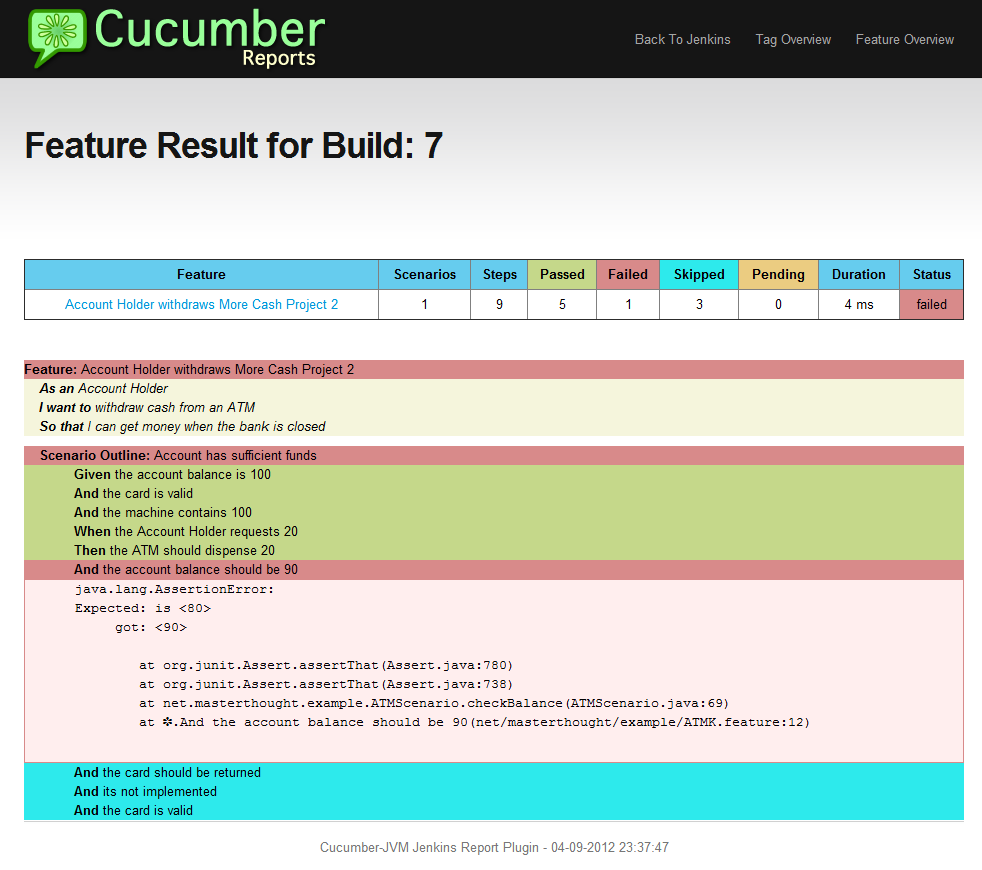 Cucumber
Reports
Back To Jenkins Tag Overview Feature Overview
Feature Result for Build: 7
Feature Scenarios Steps Passed Failed Skipped Pending Duration Status
Account Holder withdraws More Cash Project 2 1 9 5 1 3 0 4 ms failed
Feature: Account Holder withdraws More Cash Project 2
As an Account Holder
I want to withdraw cash from an ATM
So that I can get money when the bank is closed
Scenario Outline: Account has sufficient funds
Given the account balance is 100
And the card is valid
And the machine contains 100
When the Account Holder requests 20
Then the ATM should dispense 20
And the account balance should be 90
java.lang.AssertionError:
Expected: is <80>
got: <90>
at org.junit.Assert.assertThat(Assert.java:780)
at org.junit.Assert.assertThat(Assert.java:738)
at net.masterthought.example.ATMScenario.checkBalance(ATMScenario.java:69)
at ✽.And the account balance should be 90(net/masterthought/example/ATMK.feature:12)
And the card should be returned
And its not implemented
And the card is valid
Cucumber-JVM Jenkins Report Plugin - 04-09-2012 23:37:47